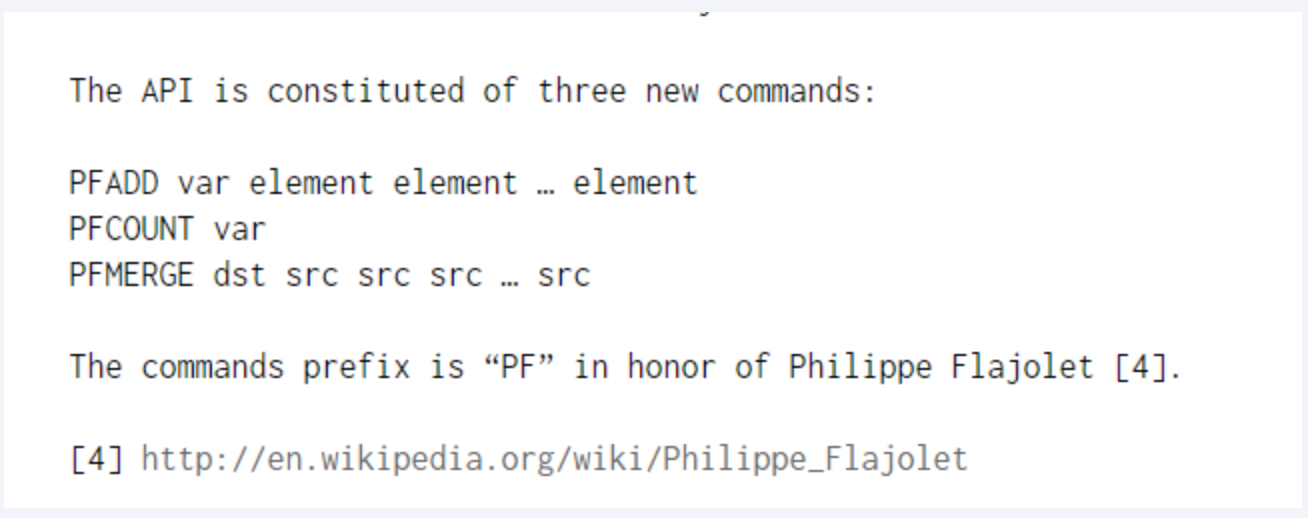 The API is constituted of three new commands:
PFADD var element element … element
PFCOUNT var
PFMERGE dst src src src … src
The commands prefix is “PF” in honor of Philippe Flajolet [4].
[4] http://en.wikipedia.org/wiki/Philippe_Flajolet